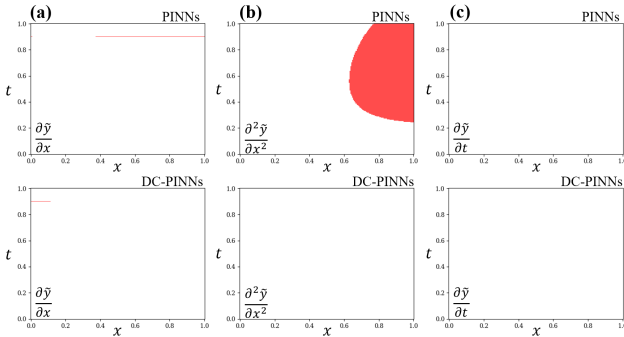 (a) PINNs (b) PINNs (c) PINNs
1.0 1.0 1.0
0.8 0.8 0.8
t 0.6 t 0.6 t 0.6
0.4 0.4 0.4
0.2 ∂ỹ/∂x 0.2 ∂²ỹ/∂x² 0.2 ∂ỹ/∂t
0.0 0.0 0.0
0.0 0.2 0.4 0.6 0.8 1.0 0.0 0.2 0.4 0.6 0.8 1.0 0.0 0.2 0.4 0.6 0.8 1.0
x x x
DC-PINNs DC-PINNs DC-PINNs
1.0 1.0 1.0
0.8 0.8 0.8
t 0.6 t 0.6 t 0.6
0.4 0.4 0.4
0.2 ∂ỹ/∂x 0.2 ∂²ỹ/∂x² 0.2 ∂ỹ/∂t
0.0 0.0 0.0
0.0 0.2 0.4 0.6 0.8 1.0 0.0 0.2 0.4 0.6 0.8 1.0 0.0 0.2 0.4 0.6 0.8 1.0
x x x